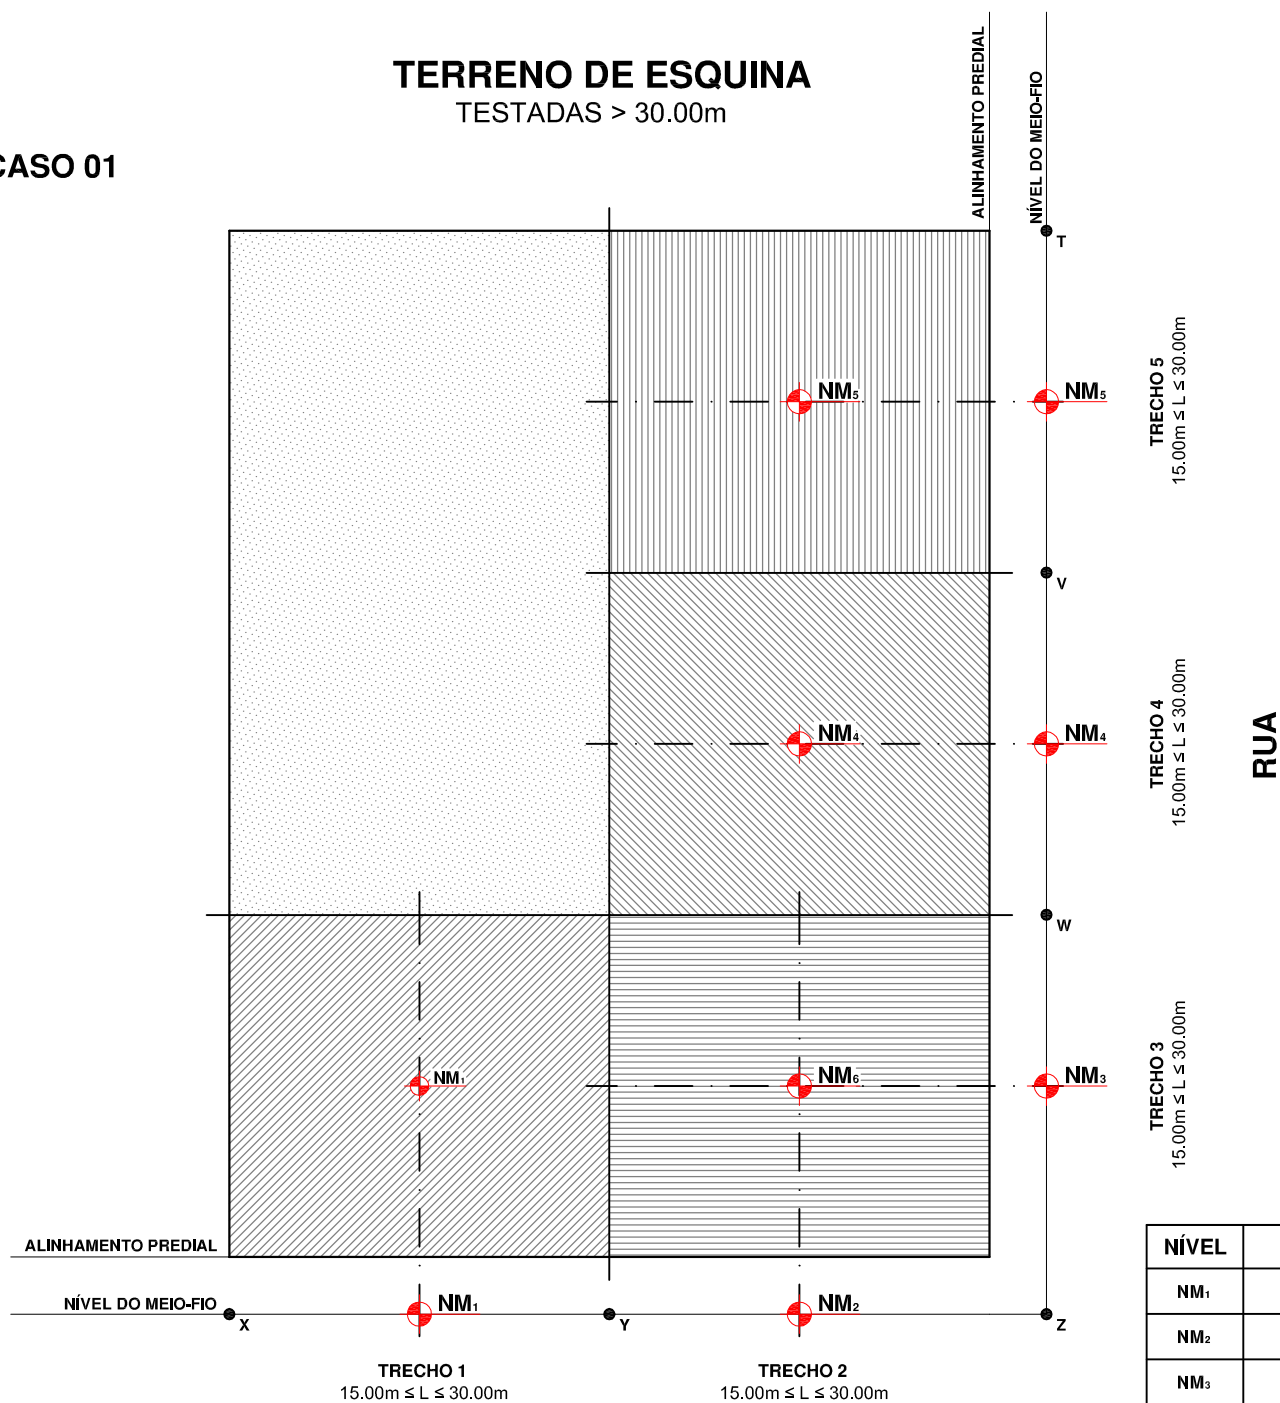 TERRENO DE ESQUINA
TESTADAS > 30.00m
CASO 01
ALINHAMENTO PREDIAL
NÍVEL DO MEIO-FIO
T
NM₅
NM₅
TRECHO 5
15.00m ≤ L ≤ 30.00m
V
NM₄
NM₄
TRECHO 4
15.00m ≤ L ≤ 30.00m
RUA
W
NM₁
NM₆
NM₃
TRECHO 3
15.00m ≤ L ≤ 30.00m
ALINHAMENTO PREDIAL
NÍVEL DO MEIO-FIO
X
NM₁
Y
NM₂
Z
TRECHO 1
15.00m ≤ L ≤ 30.00m
TRECHO 2
15.00m ≤ L ≤ 30.00m
NÍVEL
NM₁
NM₂
NM₃